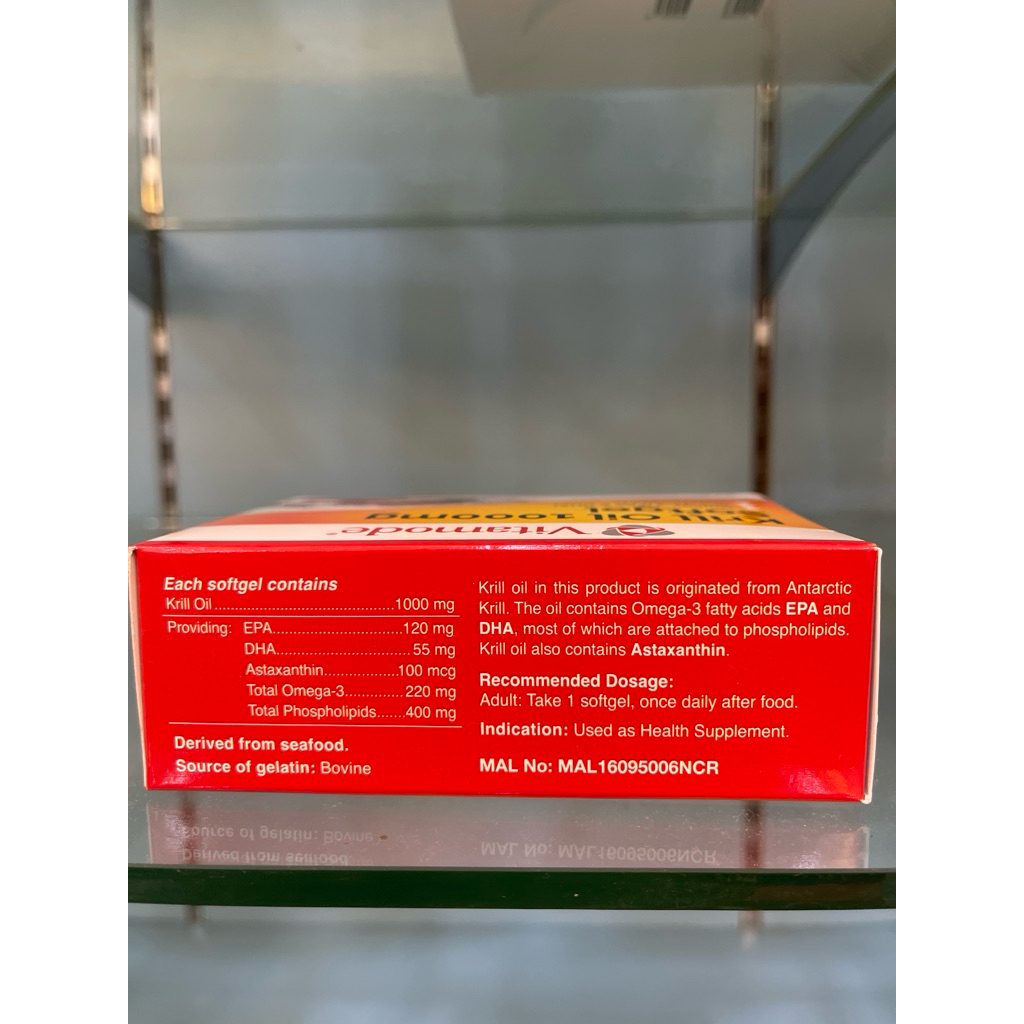 Krill Oil 1000mg
Vitamode®
Each softgel contains
Krill Oil..........................................1000 mg
Providing: EPA..............................120 mg
DHA................................55 mg
Astaxanthin.................100 mcg
Total Omega-3.............220 mg
Total Phospholipids......400 mg
Derived from seafood.
Source of gelatin: Bovine
Krill oil in this product is originated from Antarctic
Krill. The oil contains Omega-3 fatty acids EPA and
DHA, most of which are attached to phospholipids.
Krill oil also contains Astaxanthin.
Recommended Dosage:
Adult: Take 1 softgel, once daily after food.
Indication: Used as Health Supplement.
MAL No: MAL16095006NCR